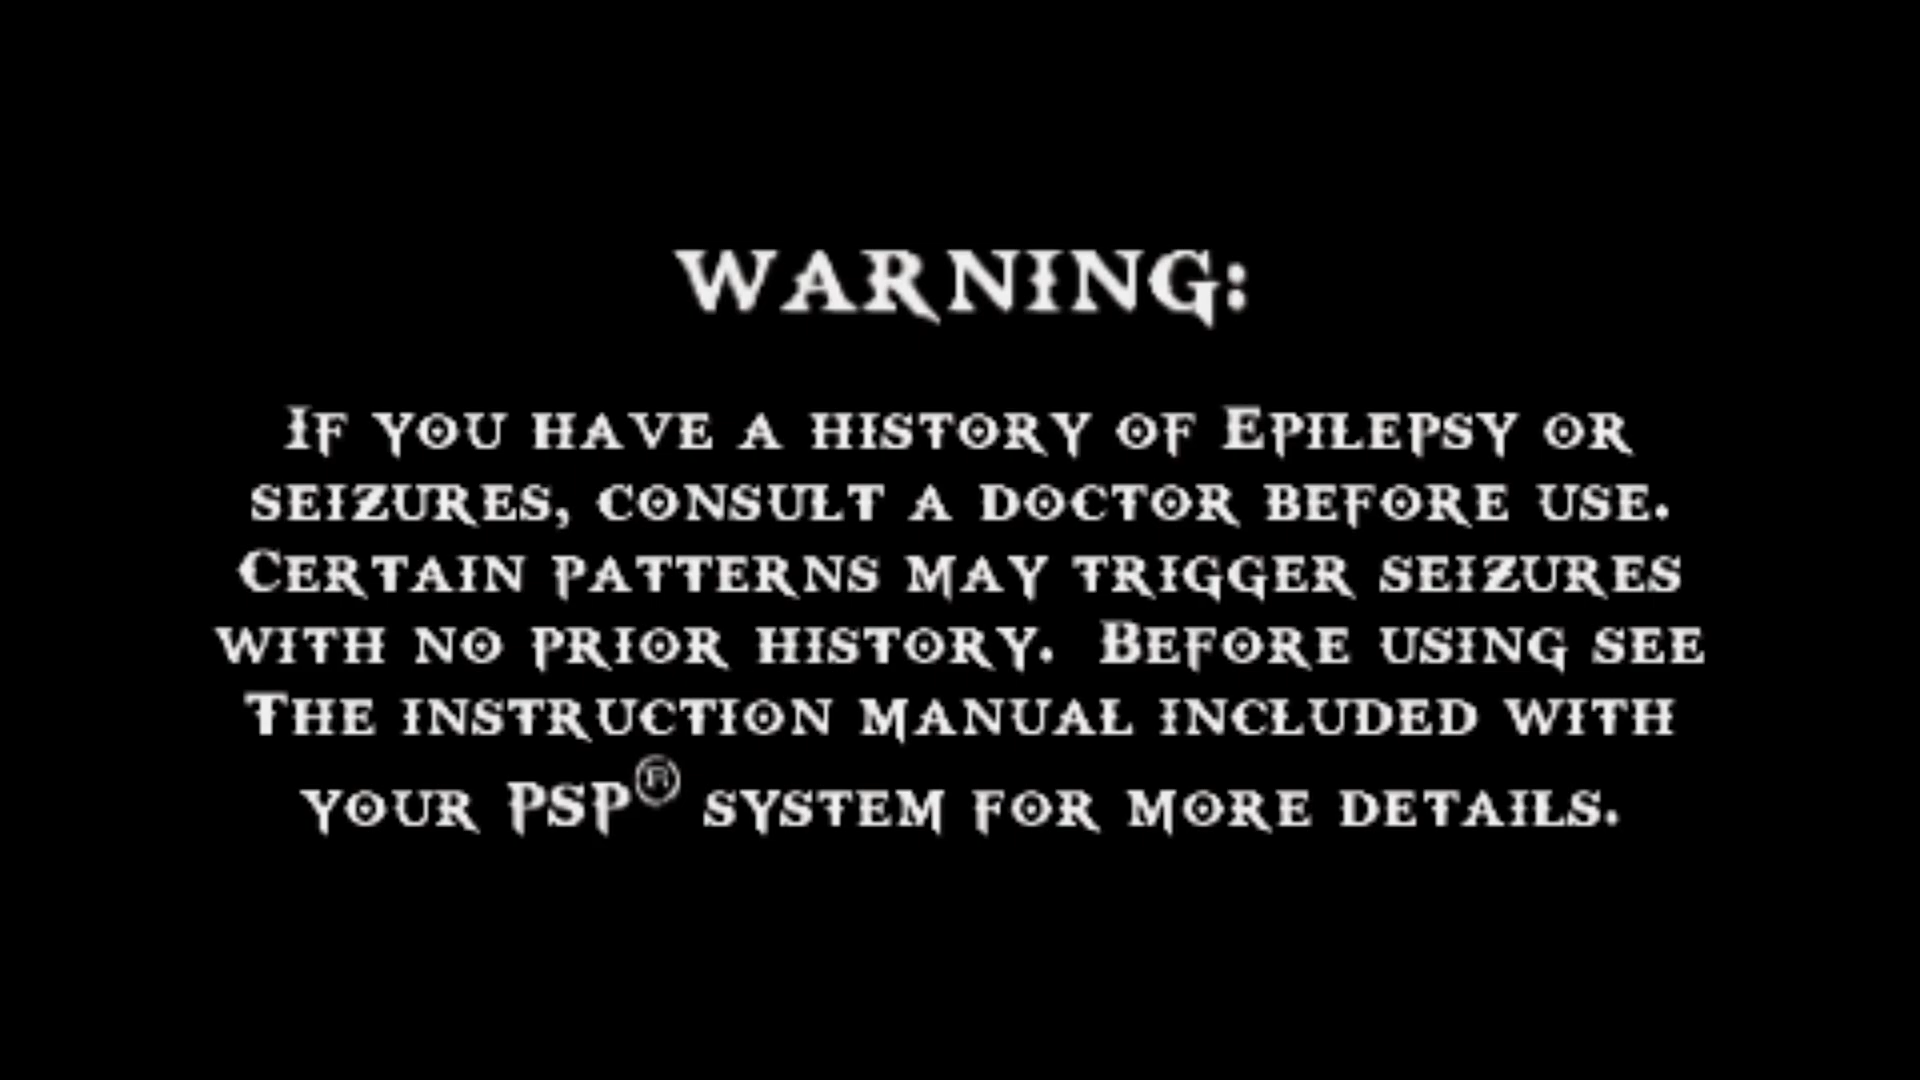 WARNING:
If you have a history of Epilepsy or
seizures, consult a doctor before use.
Certain patterns may trigger seizures
with no prior history. Before using see
The instruction manual included with
your PSP® system for more details.